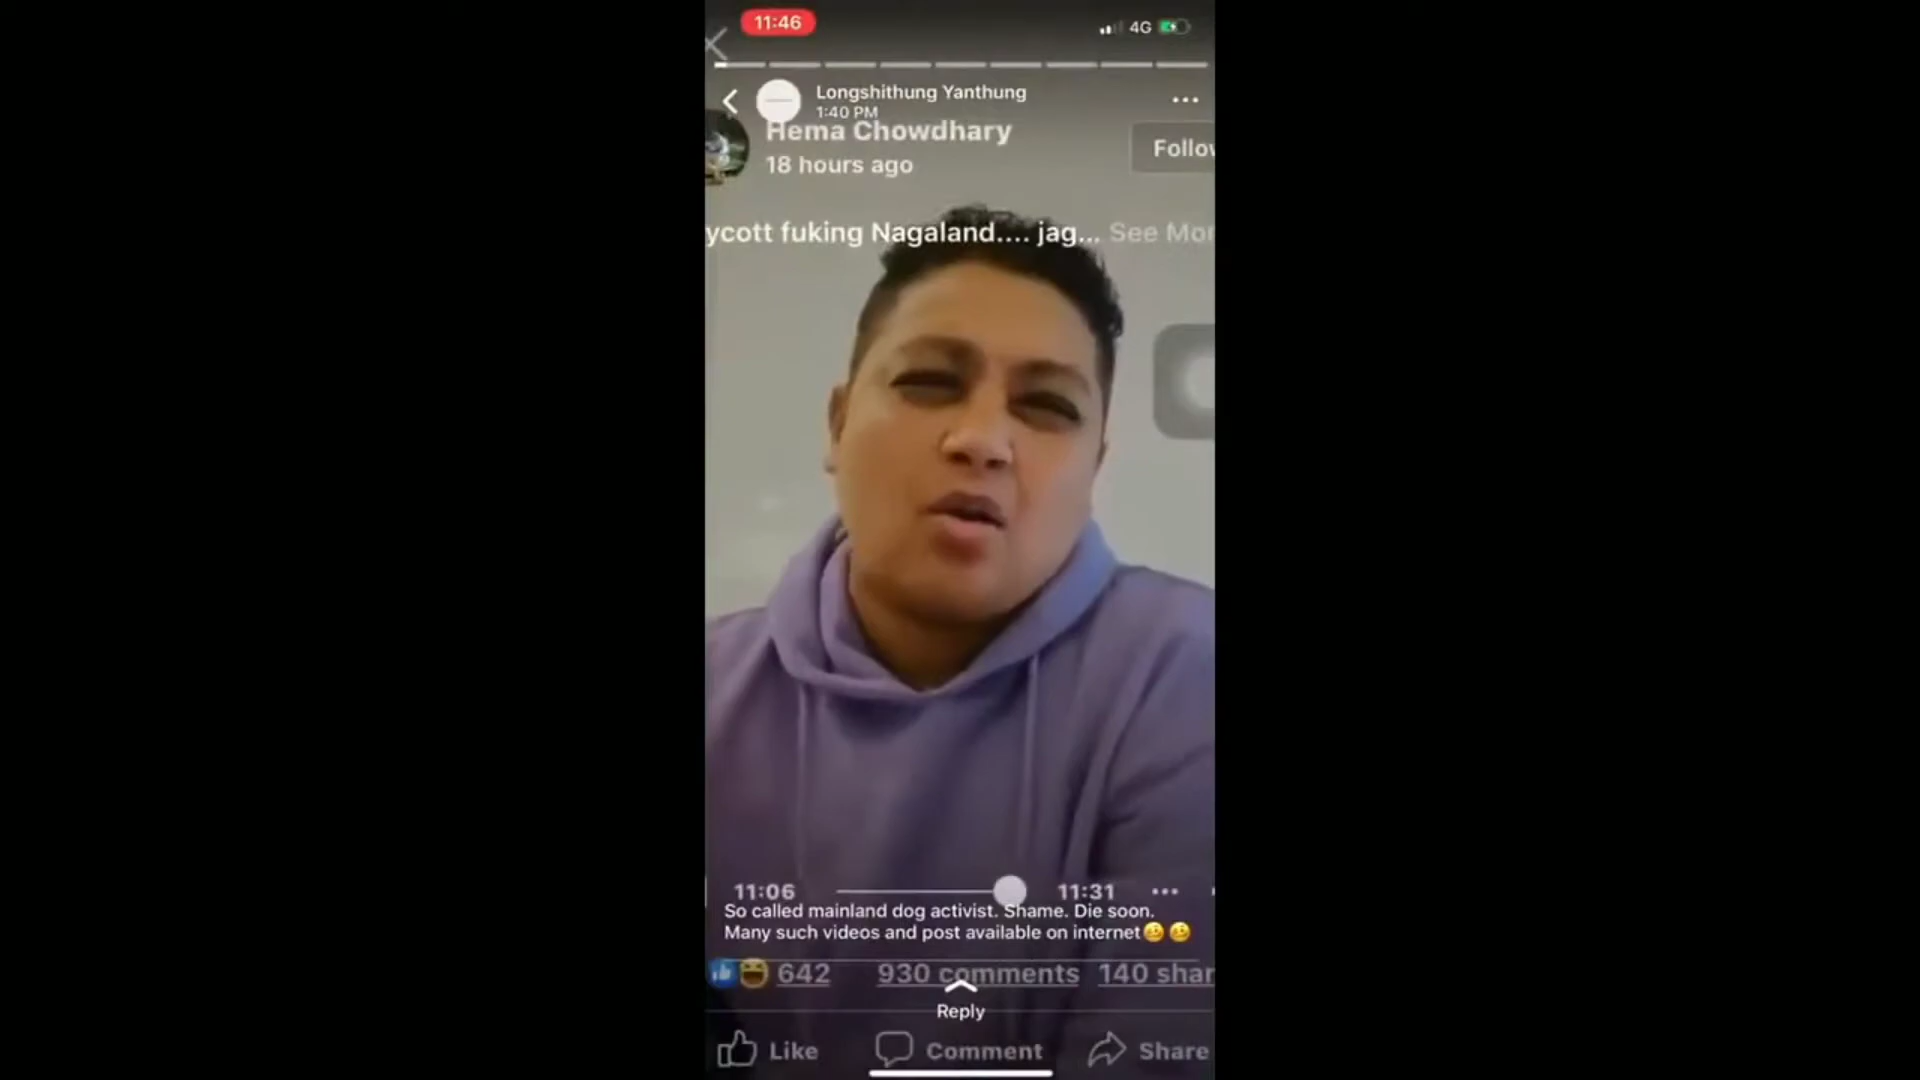 11:46
4G
Longshithung Yanthung
1:40 PM
Hema Chowdhary
18 hours ago
Follow
ycott fuking Nagaland.... jag... See Mor
11:06
11:31
So called mainland dog activist. Shame. Die soon.
Many such videos and post available on internet🥴 🥴
642 930 comments 140 shar
Reply
Like Comment Share